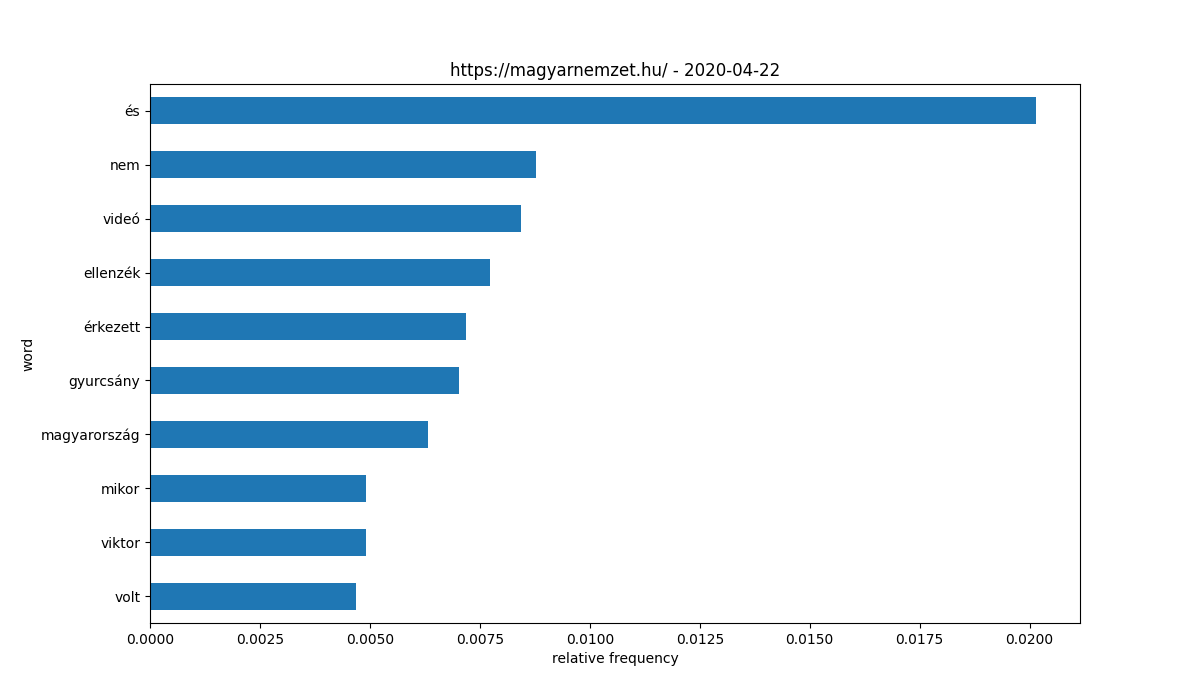 https://magyarnemzet.hu/ - 2020-04-22
és
nem
videó
ellenzék
érkezett
gyurcsány
magyarország
mikor
viktor
volt
word
0.0000 0.0025 0.0050 0.0075 0.0100 0.0125 0.0150 0.0175 0.0200
relative frequency